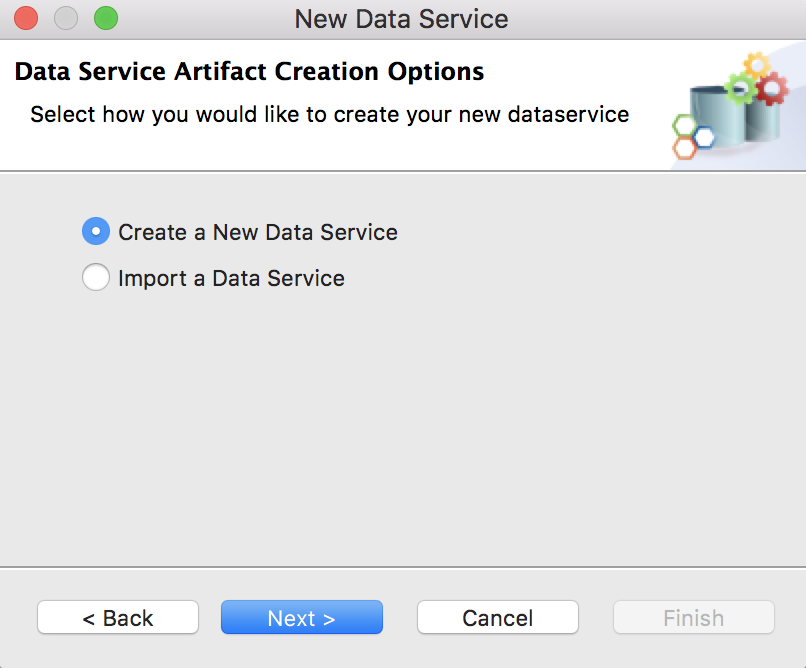 New Data Service
Data Service Artifact Creation Options
Select how you would like to create your new dataservice
Create a New Data Service
Import a Data Service
< Back
Next >
Cancel
Finish